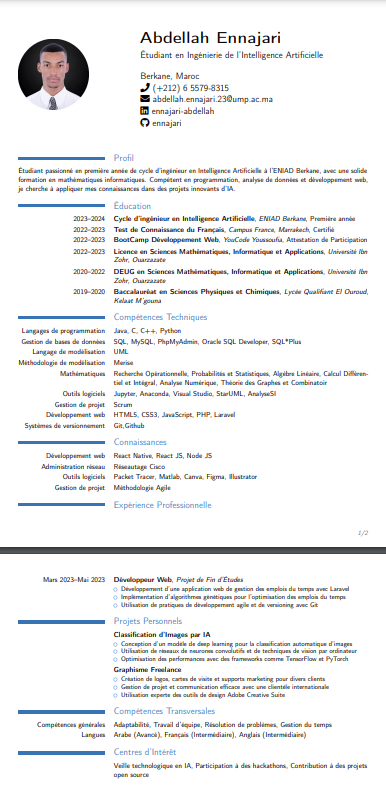 Abdellah Ennajari
Étudiant en Ingénierie de l'Intelligence Artificielle
Berkane, Maroc
(+212) 6 5579-8315
abdellah.ennajari.23@ump.ac.ma
ennajari-abdellah
ennajari
Profil
Étudiant passionné en première année de cycle d'ingénieur en Intelligence Artificielle à l'ENIAD Berkane, avec une solide
formation en mathématiques informatiques. Compétent en programmation, analyse de données et développement web,
je cherche à appliquer mes connaissances dans des projets innovants d'IA.
Éducation
2023–2024 Cycle d'ingénieur en Intelligence Artificielle, ENIAD Berkane, Première année
2022–2023 Test de Connaissance du Français, Campus France, Marrakech, Certifié
2022–2023 BootCamp Développement Web, YouCode Youssoufia, Attestation de Participation
2022–2023 Licence en Sciences Mathématiques, Informatique et Applications, Université Ibn
Zohr, Ouarzazate
2020–2022 DEUG en Sciences Mathématiques, Informatique et Applications, Université Ibn
Zohr, Ouarzazate
2019–2020 Baccalauréat en Sciences Physiques et Chimiques, Lycée Qualifiant El Ouroud,
Kelaat M'gouna
Compétences Techniques
Langages de programmation Java, C, C++, Python
Gestion de bases de données SQL, MySQL, PhpMyAdmin, Oracle SQL Developer, SQL*Plus
Langage de modélisation UML
Méthodologie de modélisation Merise
Mathématiques Recherche Opérationnelle, Probabilités et Statistiques, Algèbre Linéaire, Calcul Différen-
tiel et Intégral, Analyse Numérique, Théorie des Graphes et Combinatoir
Outils logiciels Jupyter, Anaconda, Visual Studio, StarUML, AnalyseSI
Gestion de projet Scrum
Développement web HTML5, CSS3, JavaScript, PHP, Laravel
Systèmes de versionnement Git,Github
Connaissances
Développement web React Native, React JS, Node JS
Administration réseau Réseautage Cisco
Outils logiciels Packet Tracer, Matlab, Canva, Figma, Illustrator
Gestion de projet Méthodologie Agile
Expérience Professionnelle
1/2
Mars 2023–Mai 2023 Développeur Web, Projet de Fin d'Études
Développement d'une application web de gestion des emplois du temps avec Laravel
Implémentation d'algorithmes génétiques pour l'optimisation des emplois du temps
Utilisation de pratiques de développement agile et de versioning avec Git
Projets Personnels
Classification d'Images par IA
Conception d'un modèle de deep learning pour la classification automatique d'images
Utilisation de réseaux de neurones convolutifs et de techniques de vision par ordinateur
Optimisation des performances avec des frameworks comme TensorFlow et PyTorch
Graphisme Freelance
Création de logos, cartes de visite et supports marketing pour divers clients
Gestion de projet et communication efficace avec une clientèle internationale
Utilisation experte des outils de design Adobe Creative Suite
Compétences Transversales
Compétences générales Adaptabilité, Travail d'équipe, Résolution de problèmes, Gestion du temps
Langues Arabe (Avancé), Français (Intermédiaire), Anglais (Intermédiaire)
Centres d'Intérêt
Veille technologique en IA, Participation à des hackathons, Contribution à des projets
open source